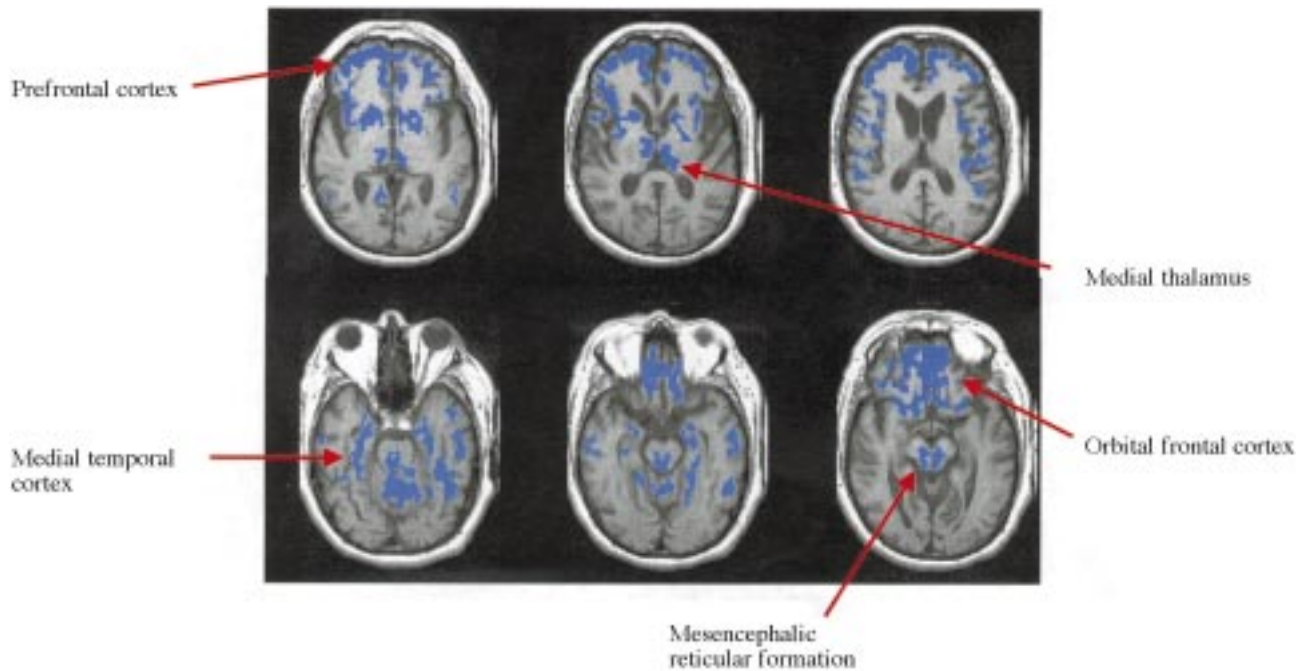 Prefrontal cortex
Medial thalamus
Medial temporal
cortex
Orbital frontal cortex
Mesencephalic
reticular formation